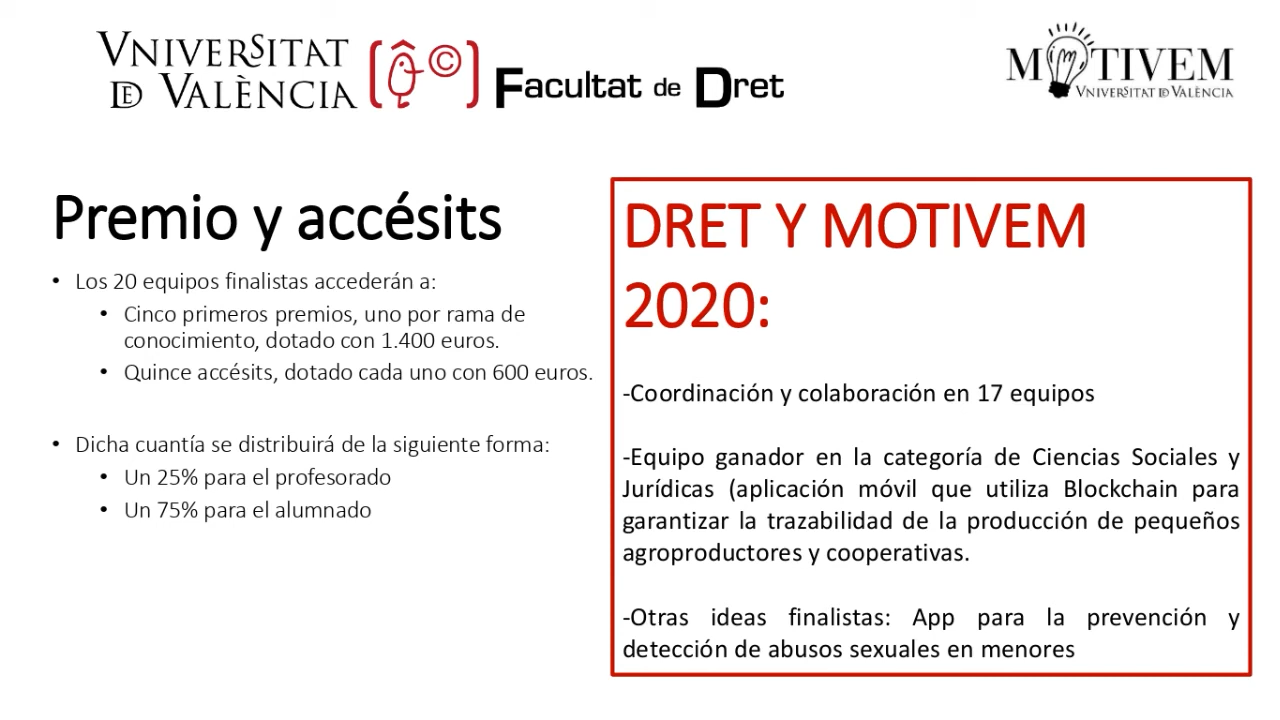 VNIVERSITAT
DE VALÈNCIA
[©] Facultat de Dret
MOTIVEM
VNIVERSITAT DE VALÈNCIA
Premio y accésits
• Los 20 equipos finalistas accederán a:
• Cinco primeros premios, uno por rama de
conocimiento, dotado con 1.400 euros.
• Quince accésits, dotado cada uno con 600 euros.
• Dicha cuantía se distribuirá de la siguiente forma:
• Un 25% para el profesorado
• Un 75% para el alumnado
DRET Y MOTIVEM
2020:
-Coordinación y colaboración en 17 equipos
-Equipo ganador en la categoría de Ciencias Sociales y
Jurídicas (aplicación móvil que utiliza Blockchain para
garantizar la trazabilidad de la producción de pequeños
agroproductores y cooperativas.
-Otras ideas finalistas: App para la prevención y
detección de abusos sexuales en menores